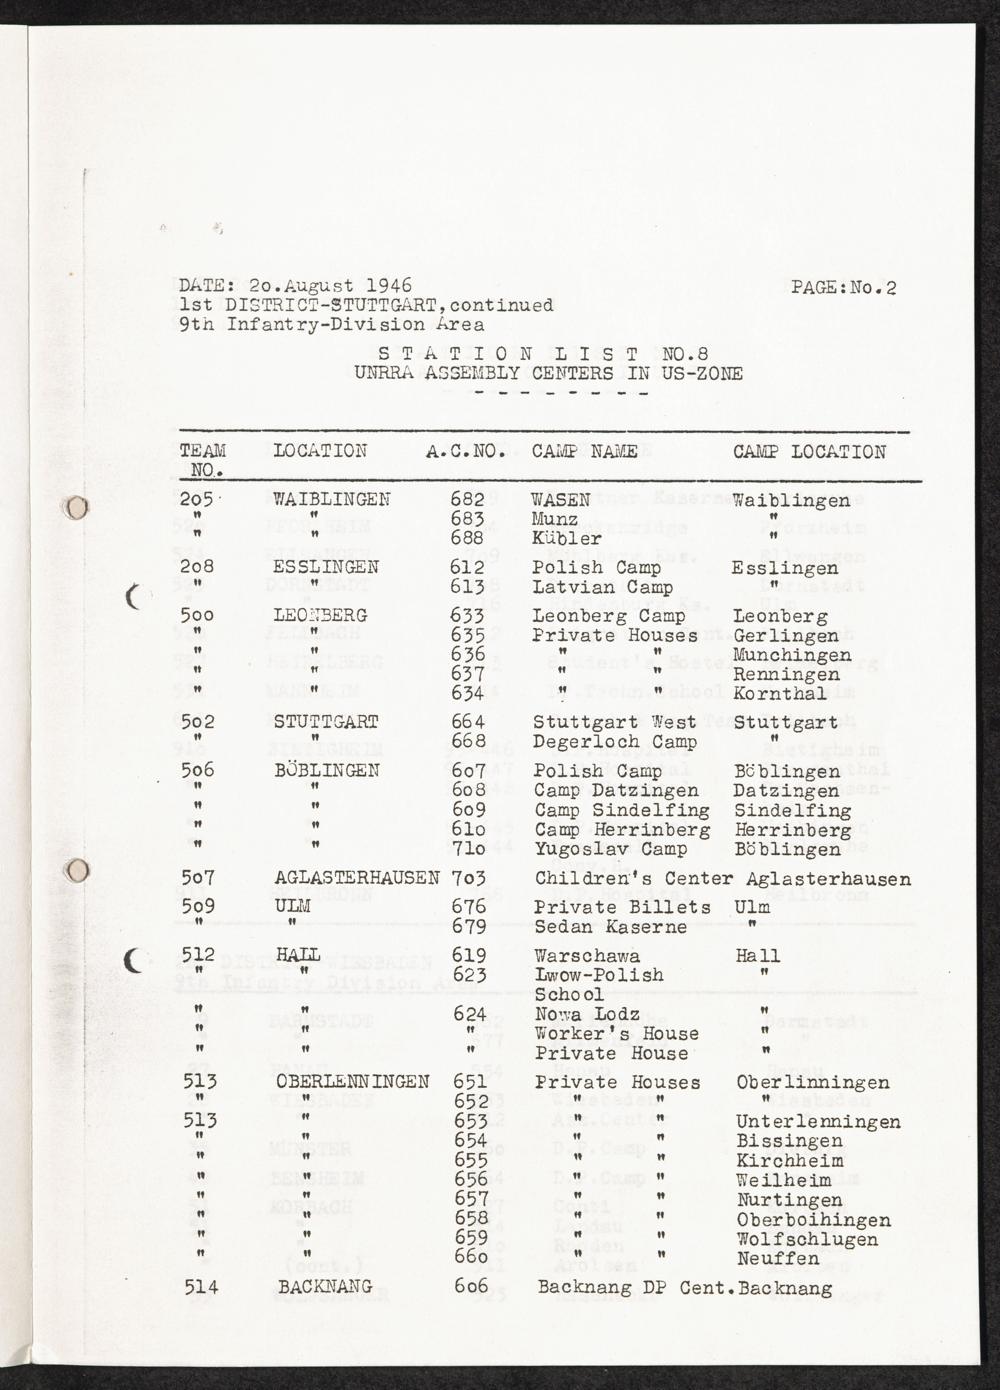 DATE: 2o.August 1946 PAGE:No.2
1st DISTRICT-STUTTGART,continued
9th Infantry-Division Area
S T A T I O N L I S T NO.8
UNRRA ASSEMBLY CENTERS IN US-ZONE
- - - - - - - -
TEAM LOCATION A.C.NO. CAMP NAME CAMP LOCATION
NO.
2o5 WAIBLINGEN 682 WASEN Waiblingen
" " 683 Munz "
" " 688 Kübler "
2o8 ESSLINGEN 612 Polish Camp Esslingen
" " 613 Latvian Camp "
5oo LEONBERG 633 Leonberg Camp Leonberg
" " 635 Private Houses Gerlingen
" " 636 " " Munchingen
" " 637 " " Renningen
" " 634 " " Kornthal
5o2 STUTTGART 664 Stuttgart West Stuttgart
" " 668 Degerloch Camp "
5o6 BÖBLINGEN 6o7 Polish Camp Böblingen
" " 6o8 Camp Datzingen Datzingen
" " 6o9 Camp Sindelfing Sindelfing
" " 61o Camp Herrinberg Herrinberg
" " 71o Yugoslav Camp Böblingen
5o7 AGLASTERHAUSEN 7o3 Children's Center Aglasterhausen
5o9 ULM 676 Private Billets Ulm
" " 679 Sedan Kaserne "
512 HALL 619 Warschawa Hall
" " 623 Lwow-Polish "
School
" " 624 Nowa Lodz "
" " " Worker's House "
" " " Private House "
513 OBERLENNINGEN 651 Private Houses Oberlinningen
" " 652 " " "
513 " 653 " " Unterlenningen
" " 654 " " Bissingen
" " 655 " " Kirchheim
" " 656 " " Weilheim
" " 657 " " Nurtingen
" " 658 " " Oberboihingen
" " 659 " " Wolfschlugen
" " 66o " " Neuffen
514 BACKNANG 6o6 Backnang DP Cent.Backnang